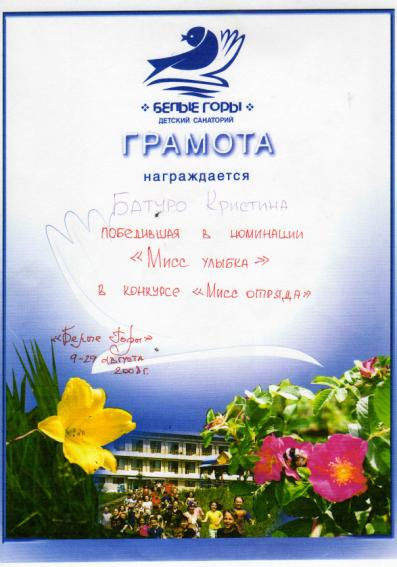 ❖ БЕЛЫЕ ГОРЫ ❖
ДЕТСКИЙ САНАТОРИЙ
ГРАМОТА
награждается
БАТУРО КРИСТИНА
ПОБЕДИВШАЯ В НОМИНАЦИИ
«МИСС УЛЫБКА»
В КОНКУРСЕ «МИСС ОТРЯДА»
«Белые Горы»
9-29 августа
2008г.